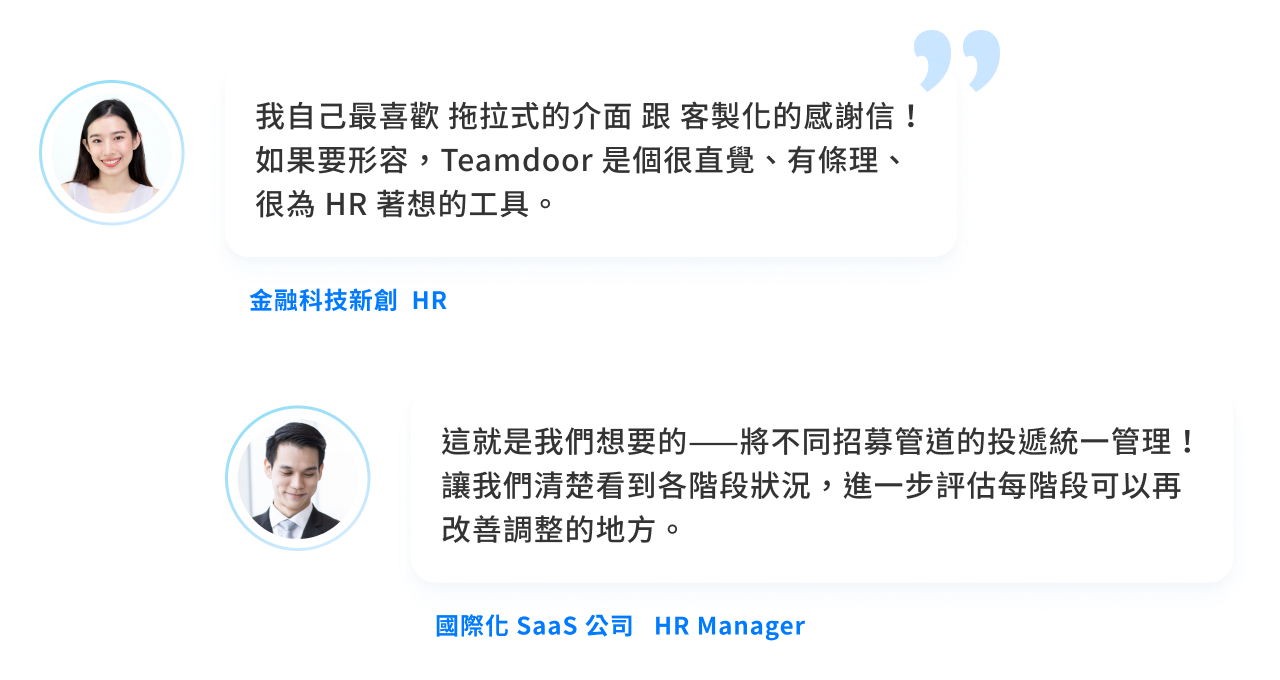 我自己最喜歡 拖拉式的介面 跟 客製化的感謝信！
如果要形容，Teamdoor 是個很直覺、有條理、
很為 HR 著想的工具。
金融科技新創 HR
這就是我們想要的——將不同招募管道的投遞統一管理！
讓我們清楚看到各階段狀況，進一步評估每階段可以再
改善調整的地方。
國際化 SaaS 公司 HR Manager